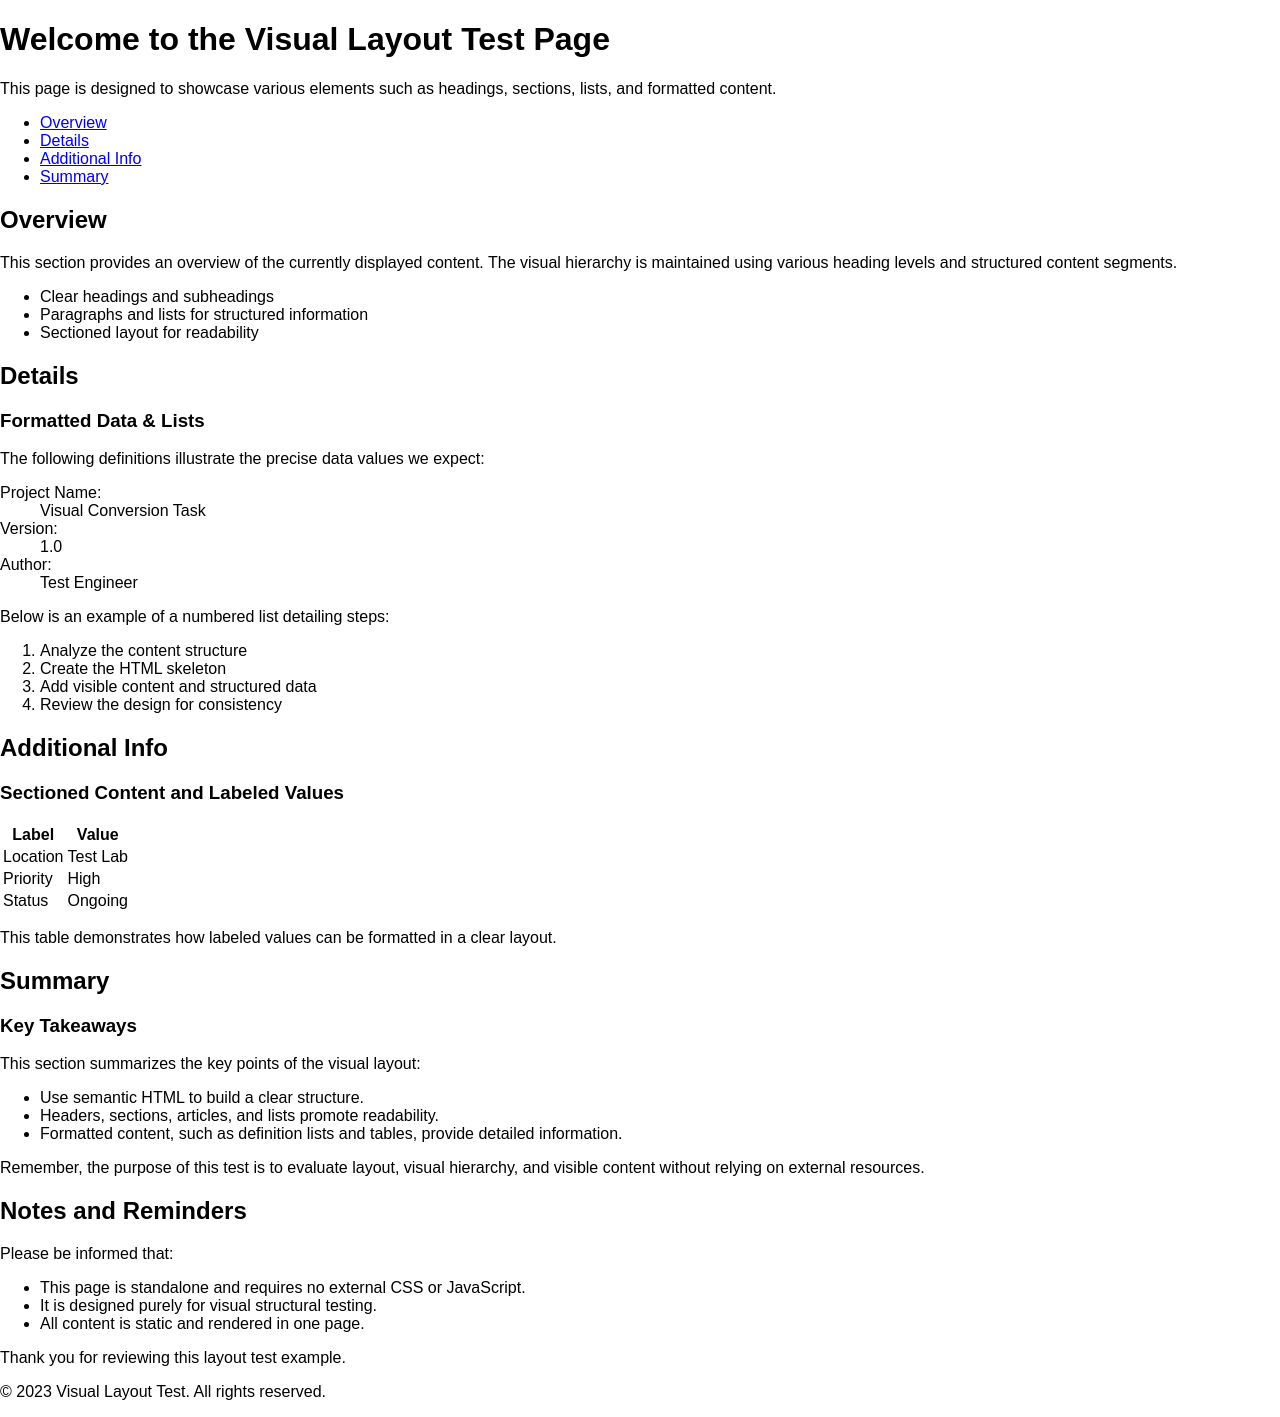 Welcome to the Visual Layout Test Page
This page is designed to showcase various elements such as headings, sections, lists, and formatted content.
• Overview
• Details
• Additional Info
• Summary
Overview
This section provides an overview of the currently displayed content. The visual hierarchy is maintained using various heading levels and structured content segments.
• Clear headings and subheadings
• Paragraphs and lists for structured information
• Sectioned layout for readability
Details
Formatted Data & Lists
The following definitions illustrate the precise data values we expect:
Project Name:
Visual Conversion Task
Version:
1.0
Author:
Test Engineer
Below is an example of a numbered list detailing steps:
1. Analyze the content structure
2. Create the HTML skeleton
3. Add visible content and structured data
4. Review the design for consistency
Additional Info
Sectioned Content and Labeled Values
Label Value
Location Test Lab
Priority High
Status Ongoing
This table demonstrates how labeled values can be formatted in a clear layout.
Summary
Key Takeaways
This section summarizes the key points of the visual layout:
• Use semantic HTML to build a clear structure.
• Headers, sections, articles, and lists promote readability.
• Formatted content, such as definition lists and tables, provide detailed information.
Remember, the purpose of this test is to evaluate layout, visual hierarchy, and visible content without relying on external resources.
Notes and Reminders
Please be informed that:
• This page is standalone and requires no external CSS or JavaScript.
• It is designed purely for visual structural testing.
• All content is static and rendered in one page.
Thank you for reviewing this layout test example.
© 2023 Visual Layout Test. All rights reserved.